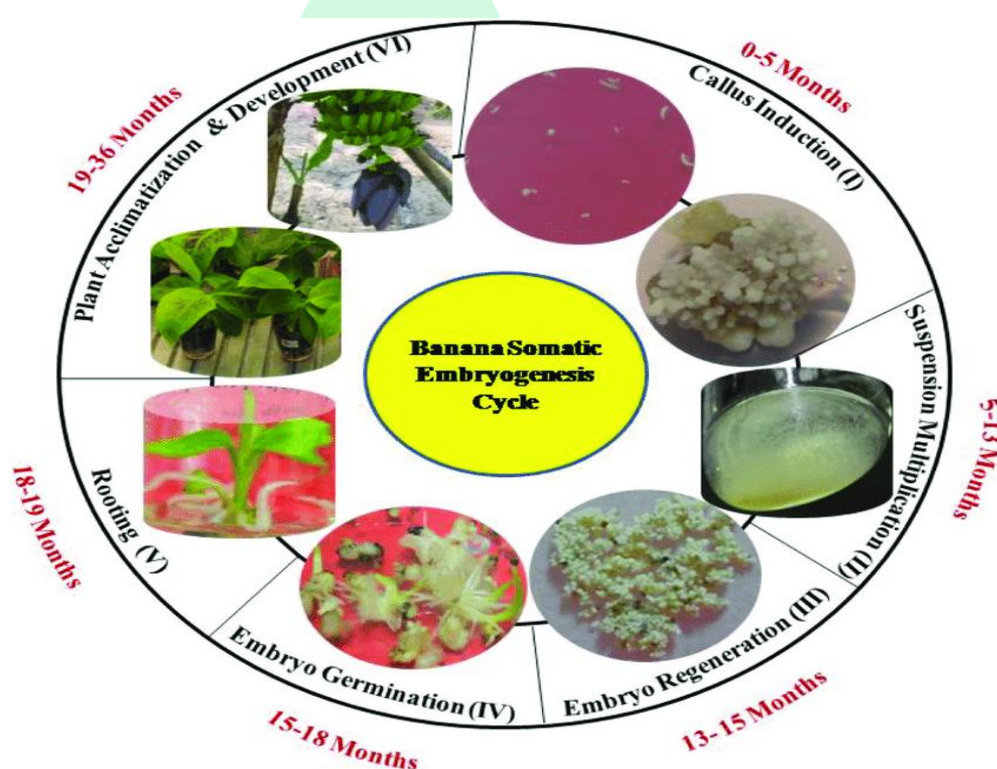 Banana Somatic
Embryogenesis
Cycle
0-5 Months
Callus Induction (I)
5-13 Months
Suspension Multiplication (II)
13- 15 Months
Embryo Regeneration (III)
15-18 Months
Embryo Germination (IV)
18-19 Months
Rooting (V)
19-36 Months
Plant Acclimatization & Development (VI)